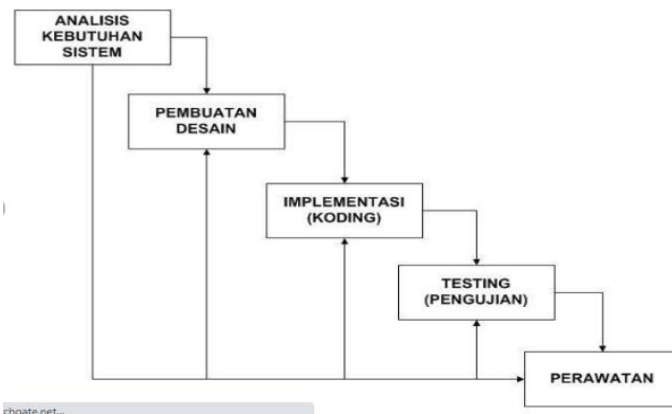 ANALISIS
KEBUTUHAN
SISTEM
PEMBUATAN
DESAIN
IMPLEMENTASI
(KODING)
TESTING
(PENGUJIAN)
PERAWATAN